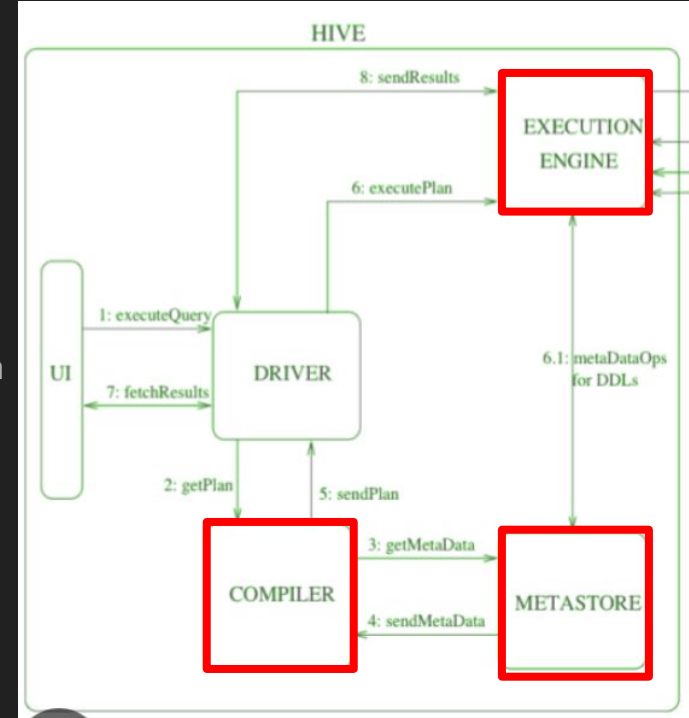 HIVE
8: sendResults
EXECUTION
ENGINE
6: executePlan
1: executeQuery
UI
DRIVER
6.1: metaDataOps
for DDLs
7: fetchResults
2: getPlan
5: sendPlan
3: getMetaData
COMPILER
METASTORE
4: sendMetaData